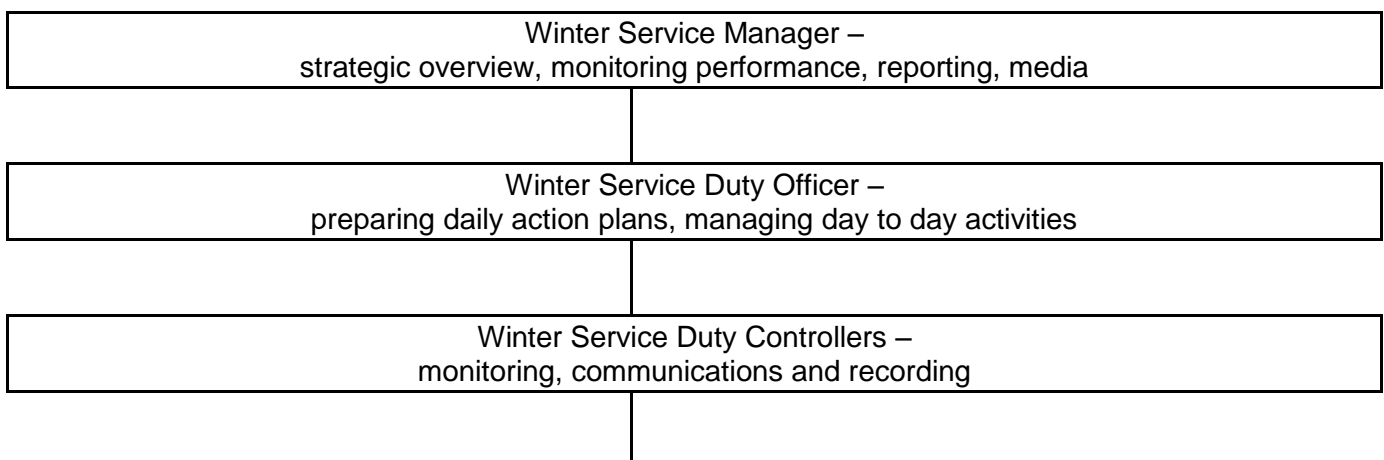 Winter Service Manager –
strategic overview, monitoring performance, reporting, media
Winter Service Duty Officer –
preparing daily action plans, managing day to day activities
Winter Service Duty Controllers –
monitoring, communications and recording